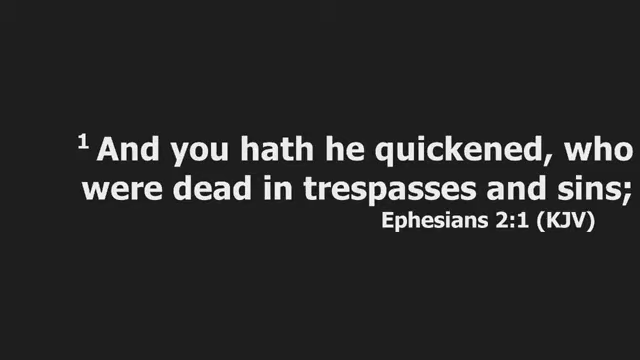 1 And you hath he quickened, who
were dead in trespasses and sins;
Ephesians 2:1 (KJV)